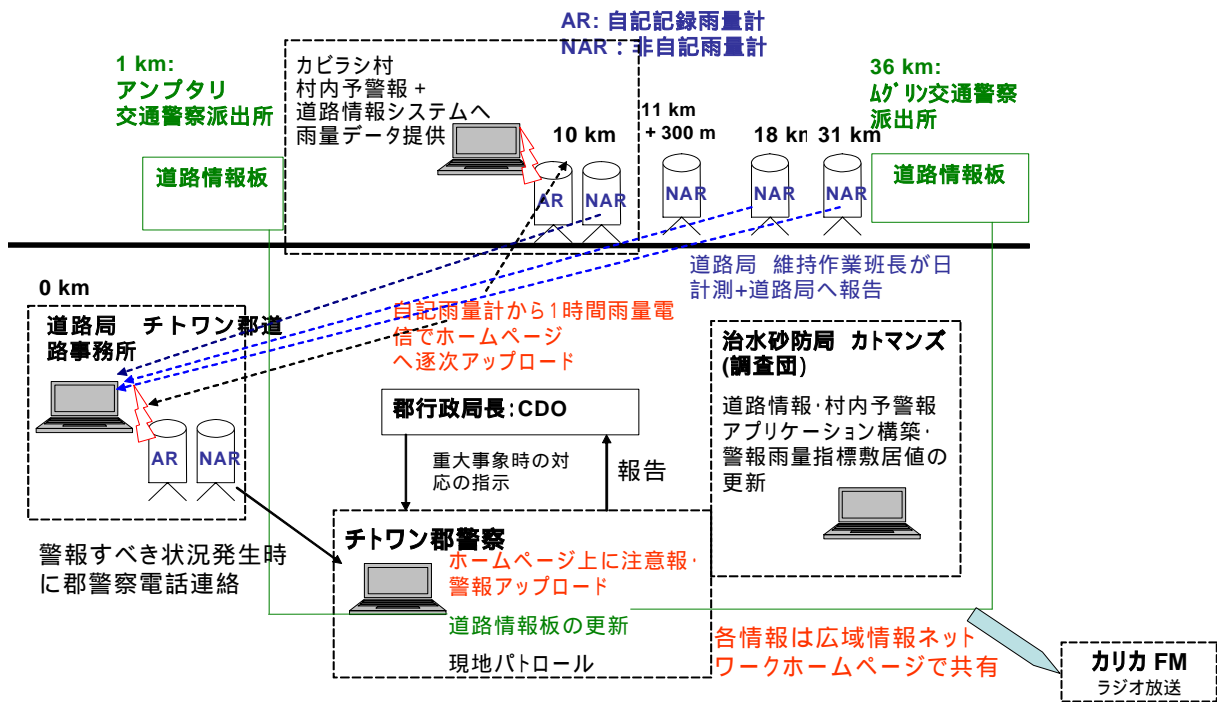 AR: 自記記録雨量計
NAR：非自記雨量計
1 km:
アンプタリ
交通警察派出所
カビラシ村
村内予警報 +
道路情報システムへ
雨量データ提供
10 km
11 km
+ 300 m
18 kr
31 km
36 km:
ムグリン交通警察
派出所
道路情報板
AR
NAR
NAR
NAR
NAR
道路情報板
道路局　維持作業班長が日
計測+道路局へ報告
0 km
道路局　チトワン郡道
路事務所
AR
NAR
自記雨量計から1時間雨量電
信でホームページ
へ逐次アップロード
郡行政局長：CDO
重大事象時の対
応の指示
報告
治水砂防局 カトマンズ
(調査団)
道路情報･村内予警報
アプリケーション構築･
警報雨量指標敷居値の
更新
警報すべき状況発生時
に郡警察電話連絡
チトワン郡警察
ホームページ上に注意報･
警報アップロード
道路情報板の更新
現地パトロール
各情報は広域情報ネット
ワークホームページで共有
カリカ FM
ラジオ放送